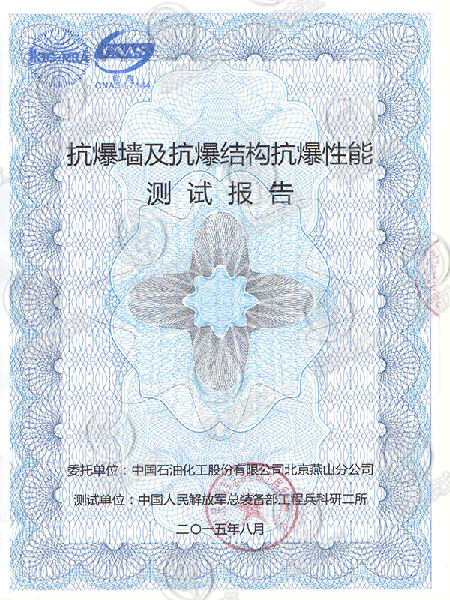 ilac-MRA
CNAS
抗爆墙及抗爆结构抗爆性能
测试报告
委托单位：中国石油化工股份有限公司北京燕山分公司
测试单位：中国人民解放军总装备部工程兵科研二所
二〇一五年八月